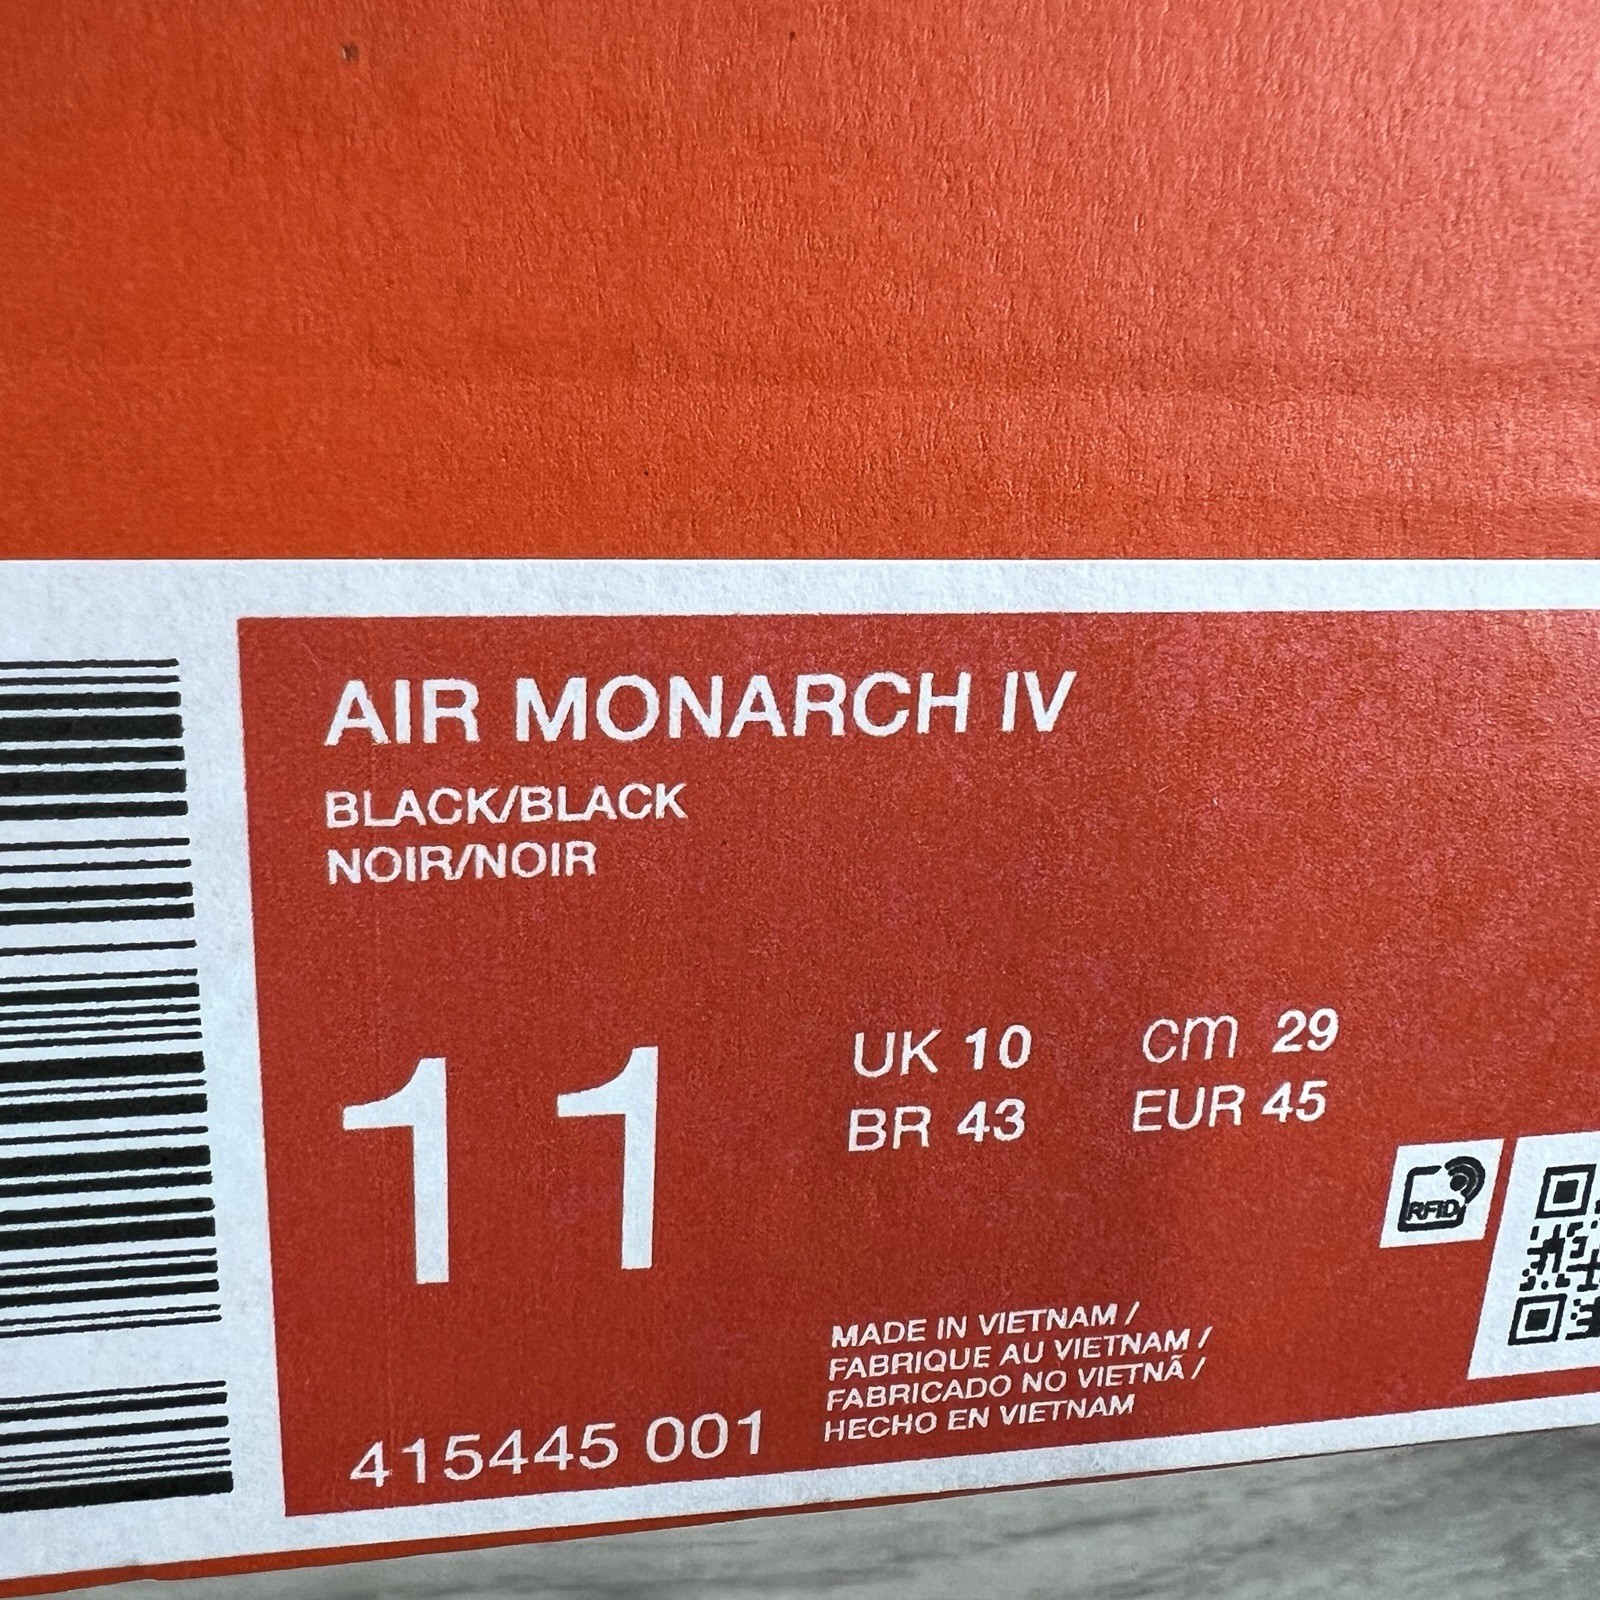 AIR MONARCH IV
BLACK/BLACK
NOIR/NOIR
11
UK 10 cm 29
BR 43 EUR 45
RFID
MADE IN VIETNAM /
FABRIQUE AU VIETNAM /
FABRICADO NO VIETNÃ /
HECHO EN VIETNAM
415445 001